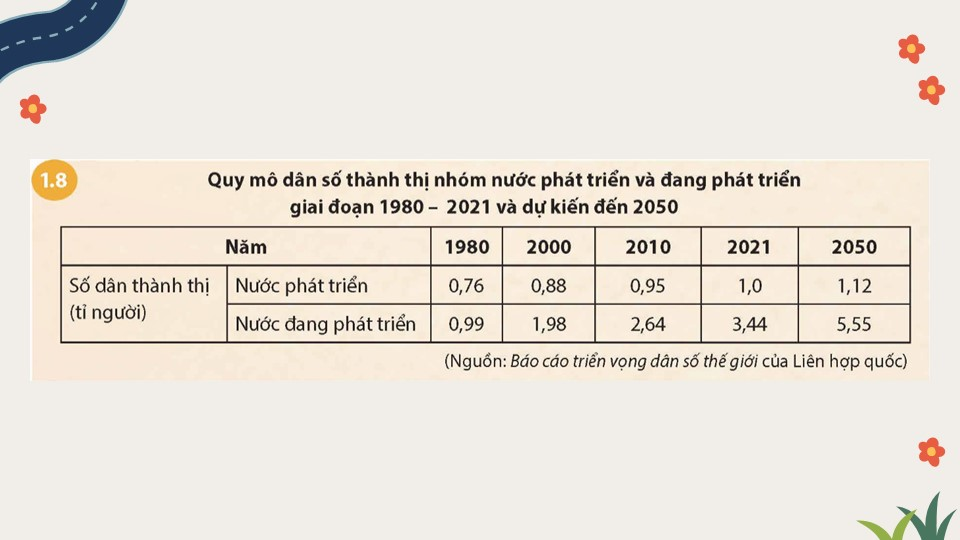 1.8
Quy mô dân số thành thị nhóm nước phát triển và đang phát triển
giai đoạn 1980 – 2021 và dự kiến đến 2050
Năm 1980 2000 2010 2021 2050
Số dân thành thị (tỉ người) Nước phát triển 0,76 0,88 0,95 1,0 1,12
Nước đang phát triển 0,99 1,98 2,64 3,44 5,55
(Nguồn: Báo cáo triển vọng dân số thế giới của Liên hợp quốc)